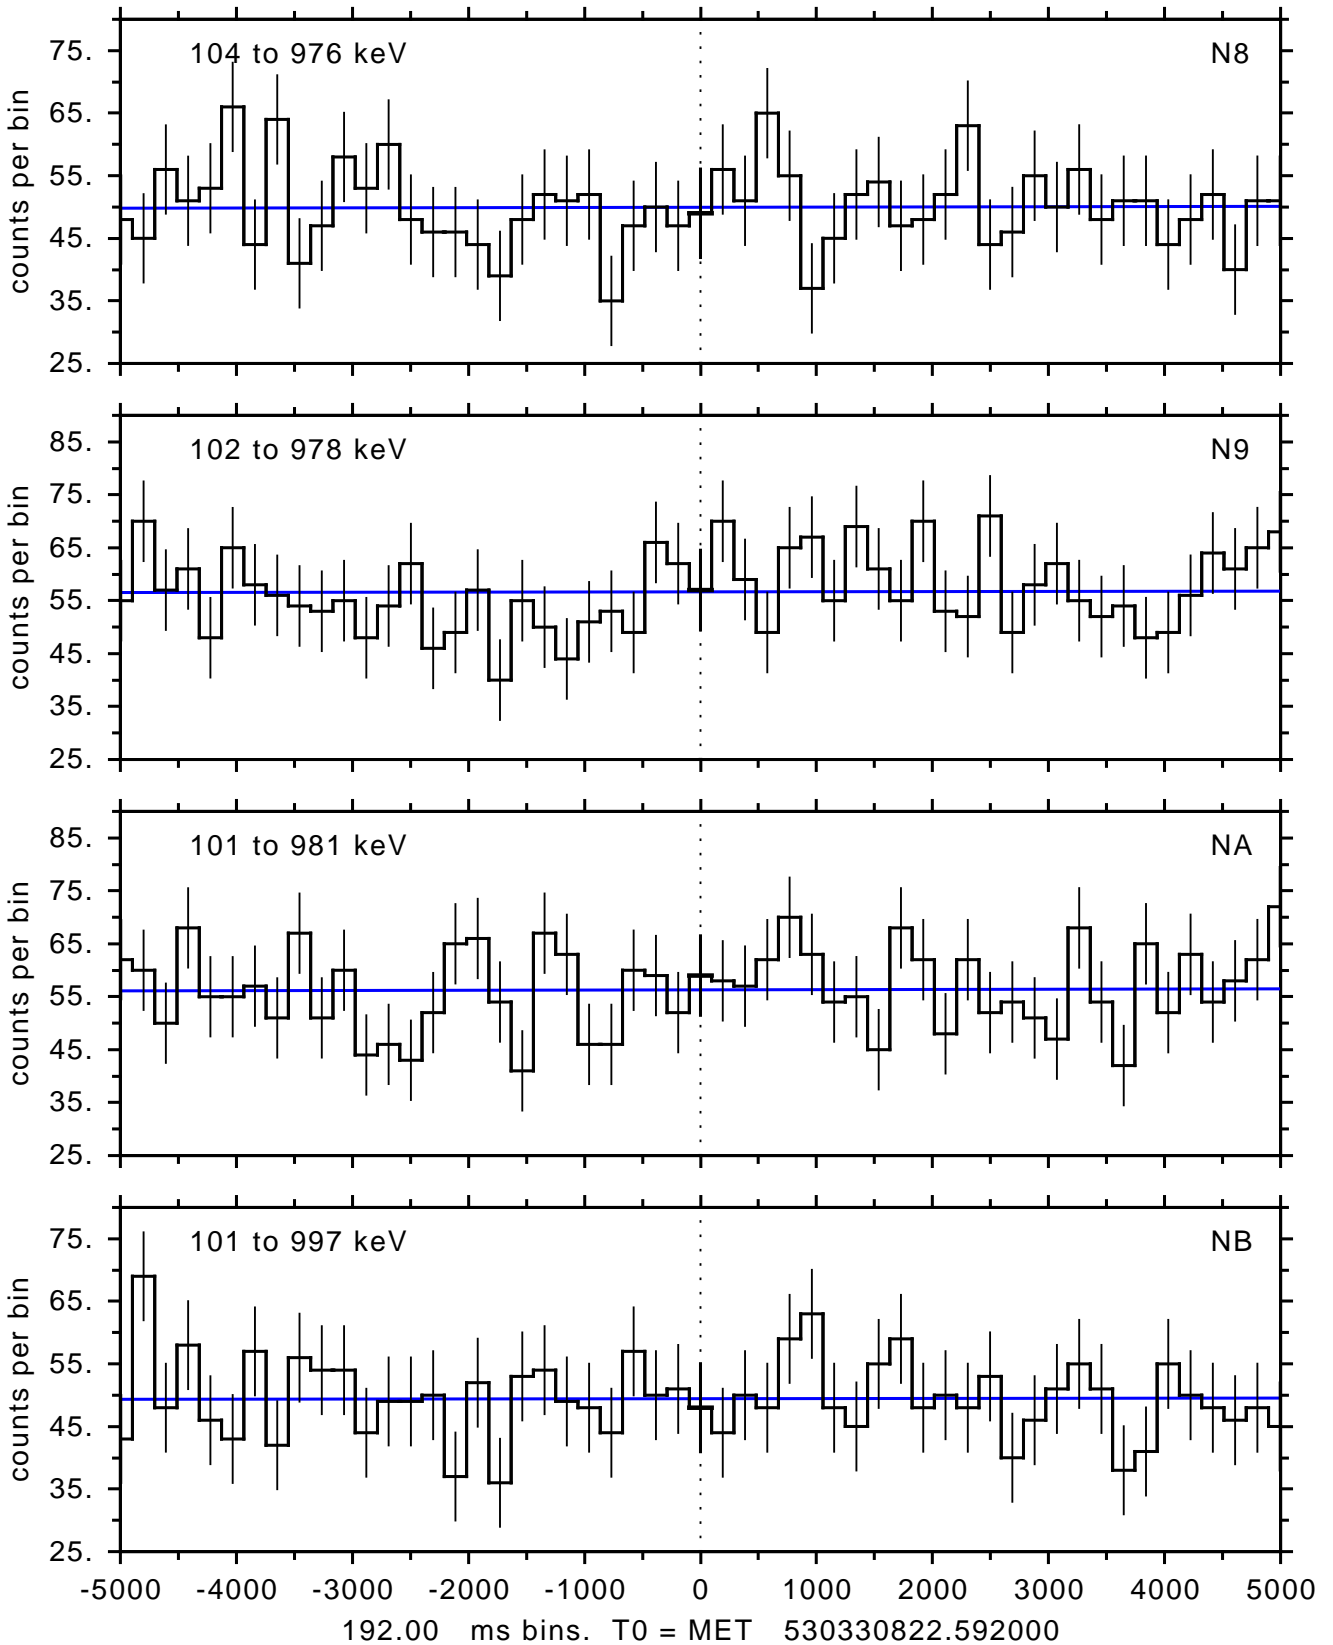 104 to 976 keV N8
75.
65.
55.
45.
35.
25.
counts per bin
102 to 978 keV N9
85.
75.
65.
55.
45.
35.
25.
counts per bin
101 to 981 keV NA
85.
75.
65.
55.
45.
35.
25.
counts per bin
101 to 997 keV NB
75.
65.
55.
45.
35.
25.
counts per bin
-5000 -4000 -3000 -2000 -1000 0 1000 2000 3000 4000 5000
192.00 ms bins. T0 = MET 530330822.592000